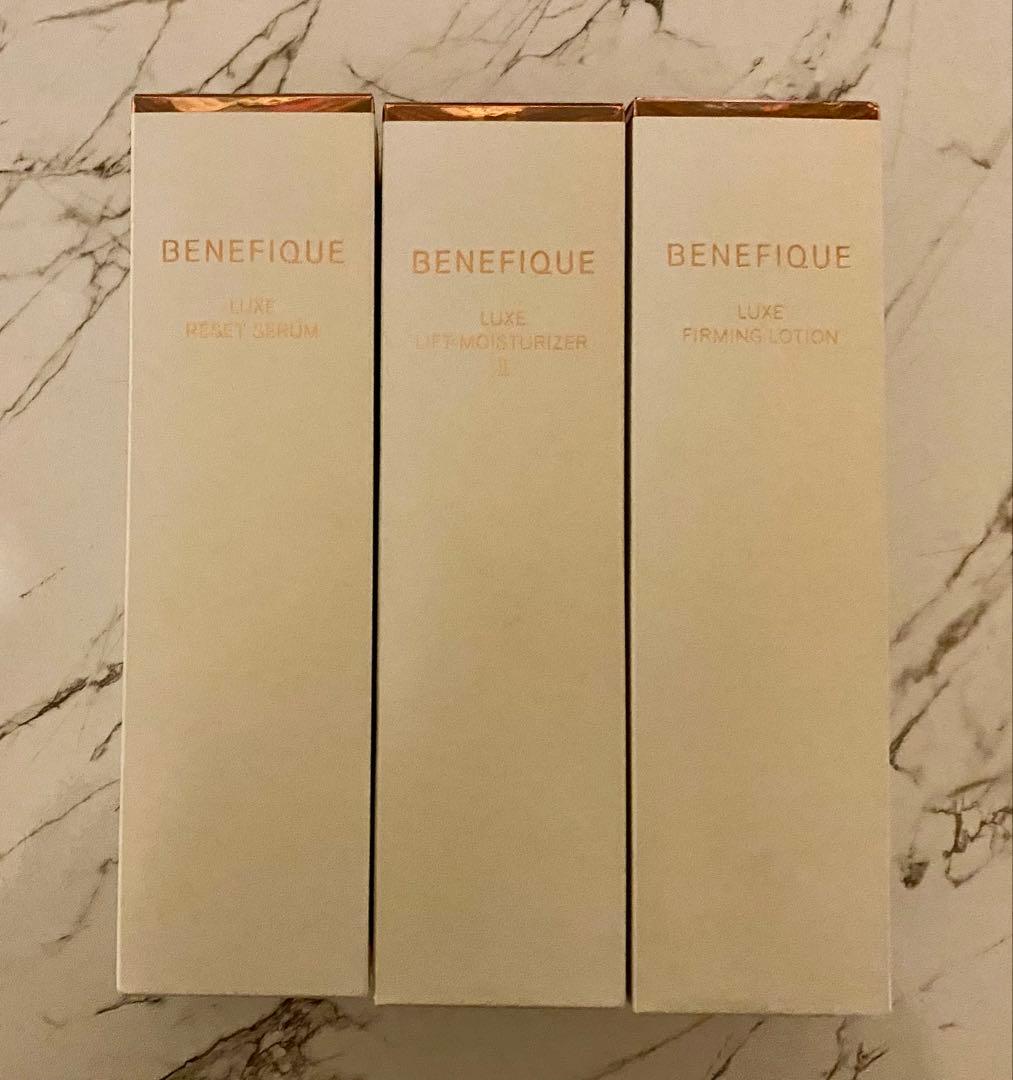 BENEFIQUE
LUXE
RESET SERUM
BENEFIQUE
LUXE
LIFT MOISTURIZER
II
BENEFIQUE
LUXE
FIRMING LOTION